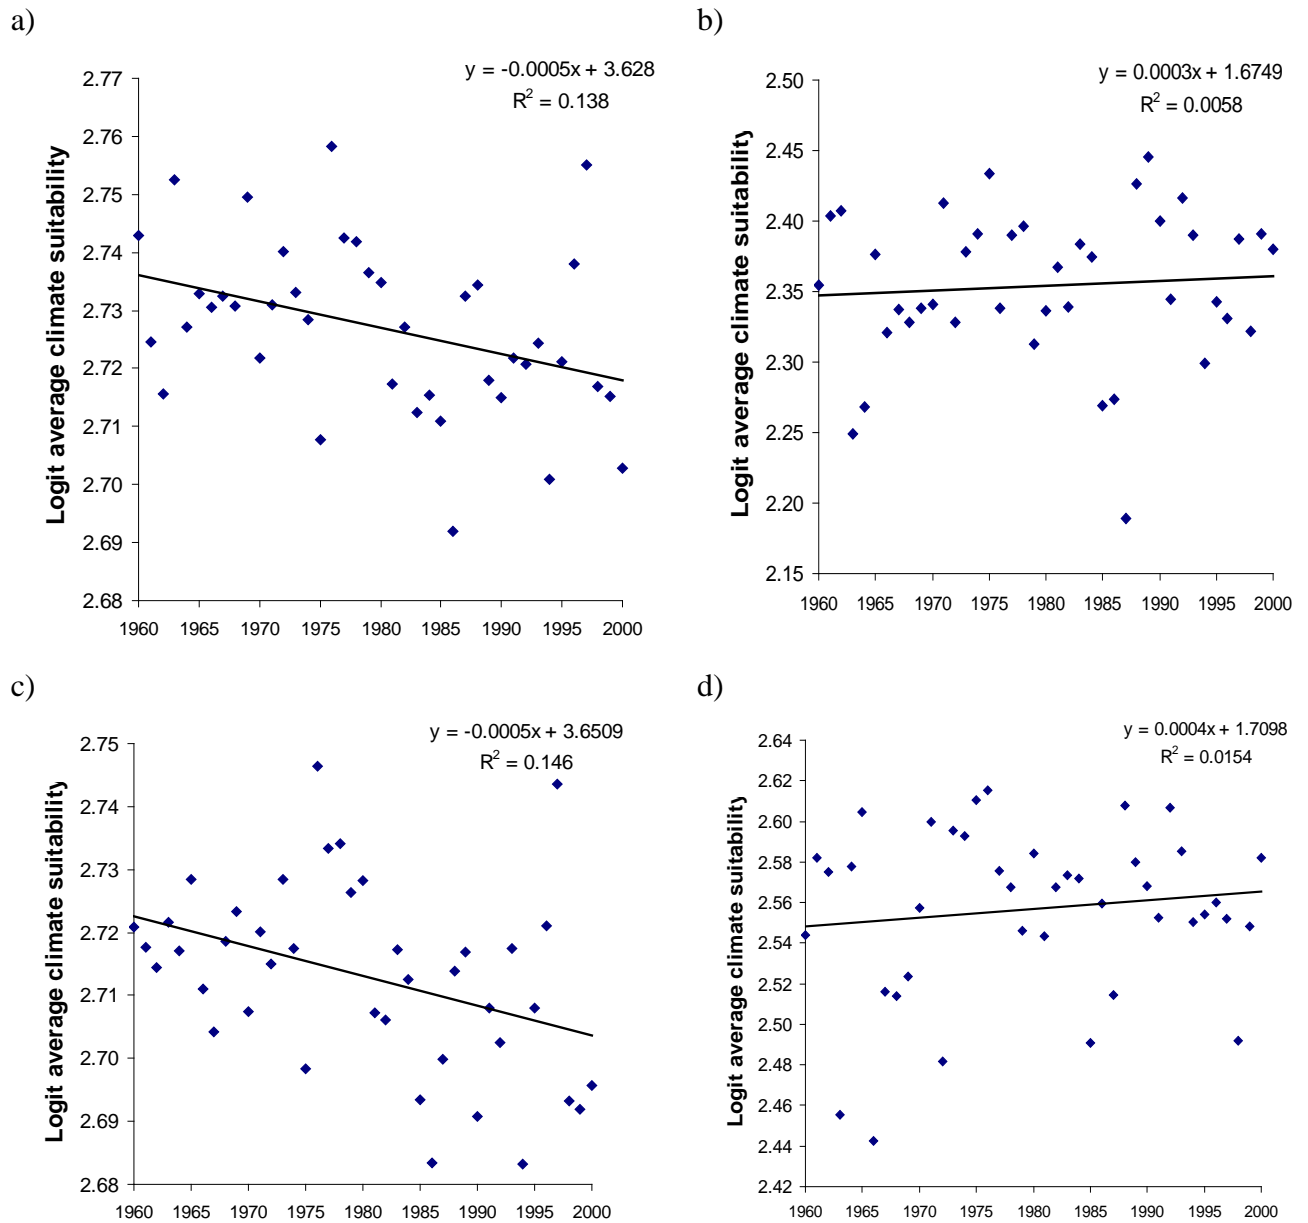 a)
y = -0.0005x + 3.628
R² = 0.138
Logit average climate suitability
2.77
2.76
2.75
2.74
2.73
2.72
2.71
2.70
2.69
2.68
1960 1965 1970 1975 1980 1985 1990 1995 2000
b)
y = 0.0003x + 1.6749
R² = 0.0058
Logit average climate suitability
2.50
2.45
2.40
2.35
2.30
2.25
2.20
2.15
1960 1965 1970 1975 1980 1985 1990 1995 2000
c)
y = -0.0005x + 3.6509
R² = 0.146
Logit average climate suitability
2.75
2.74
2.73
2.72
2.71
2.70
2.69
2.68
1960 1965 1970 1975 1980 1985 1990 1995 2000
d)
y = 0.0004x + 1.7098
R² = 0.0154
Logit average climate suitability
2.64
2.62
2.60
2.58
2.56
2.54
2.52
2.50
2.48
2.46
2.44
2.42
1960 1965 1970 1975 1980 1985 1990 1995 2000